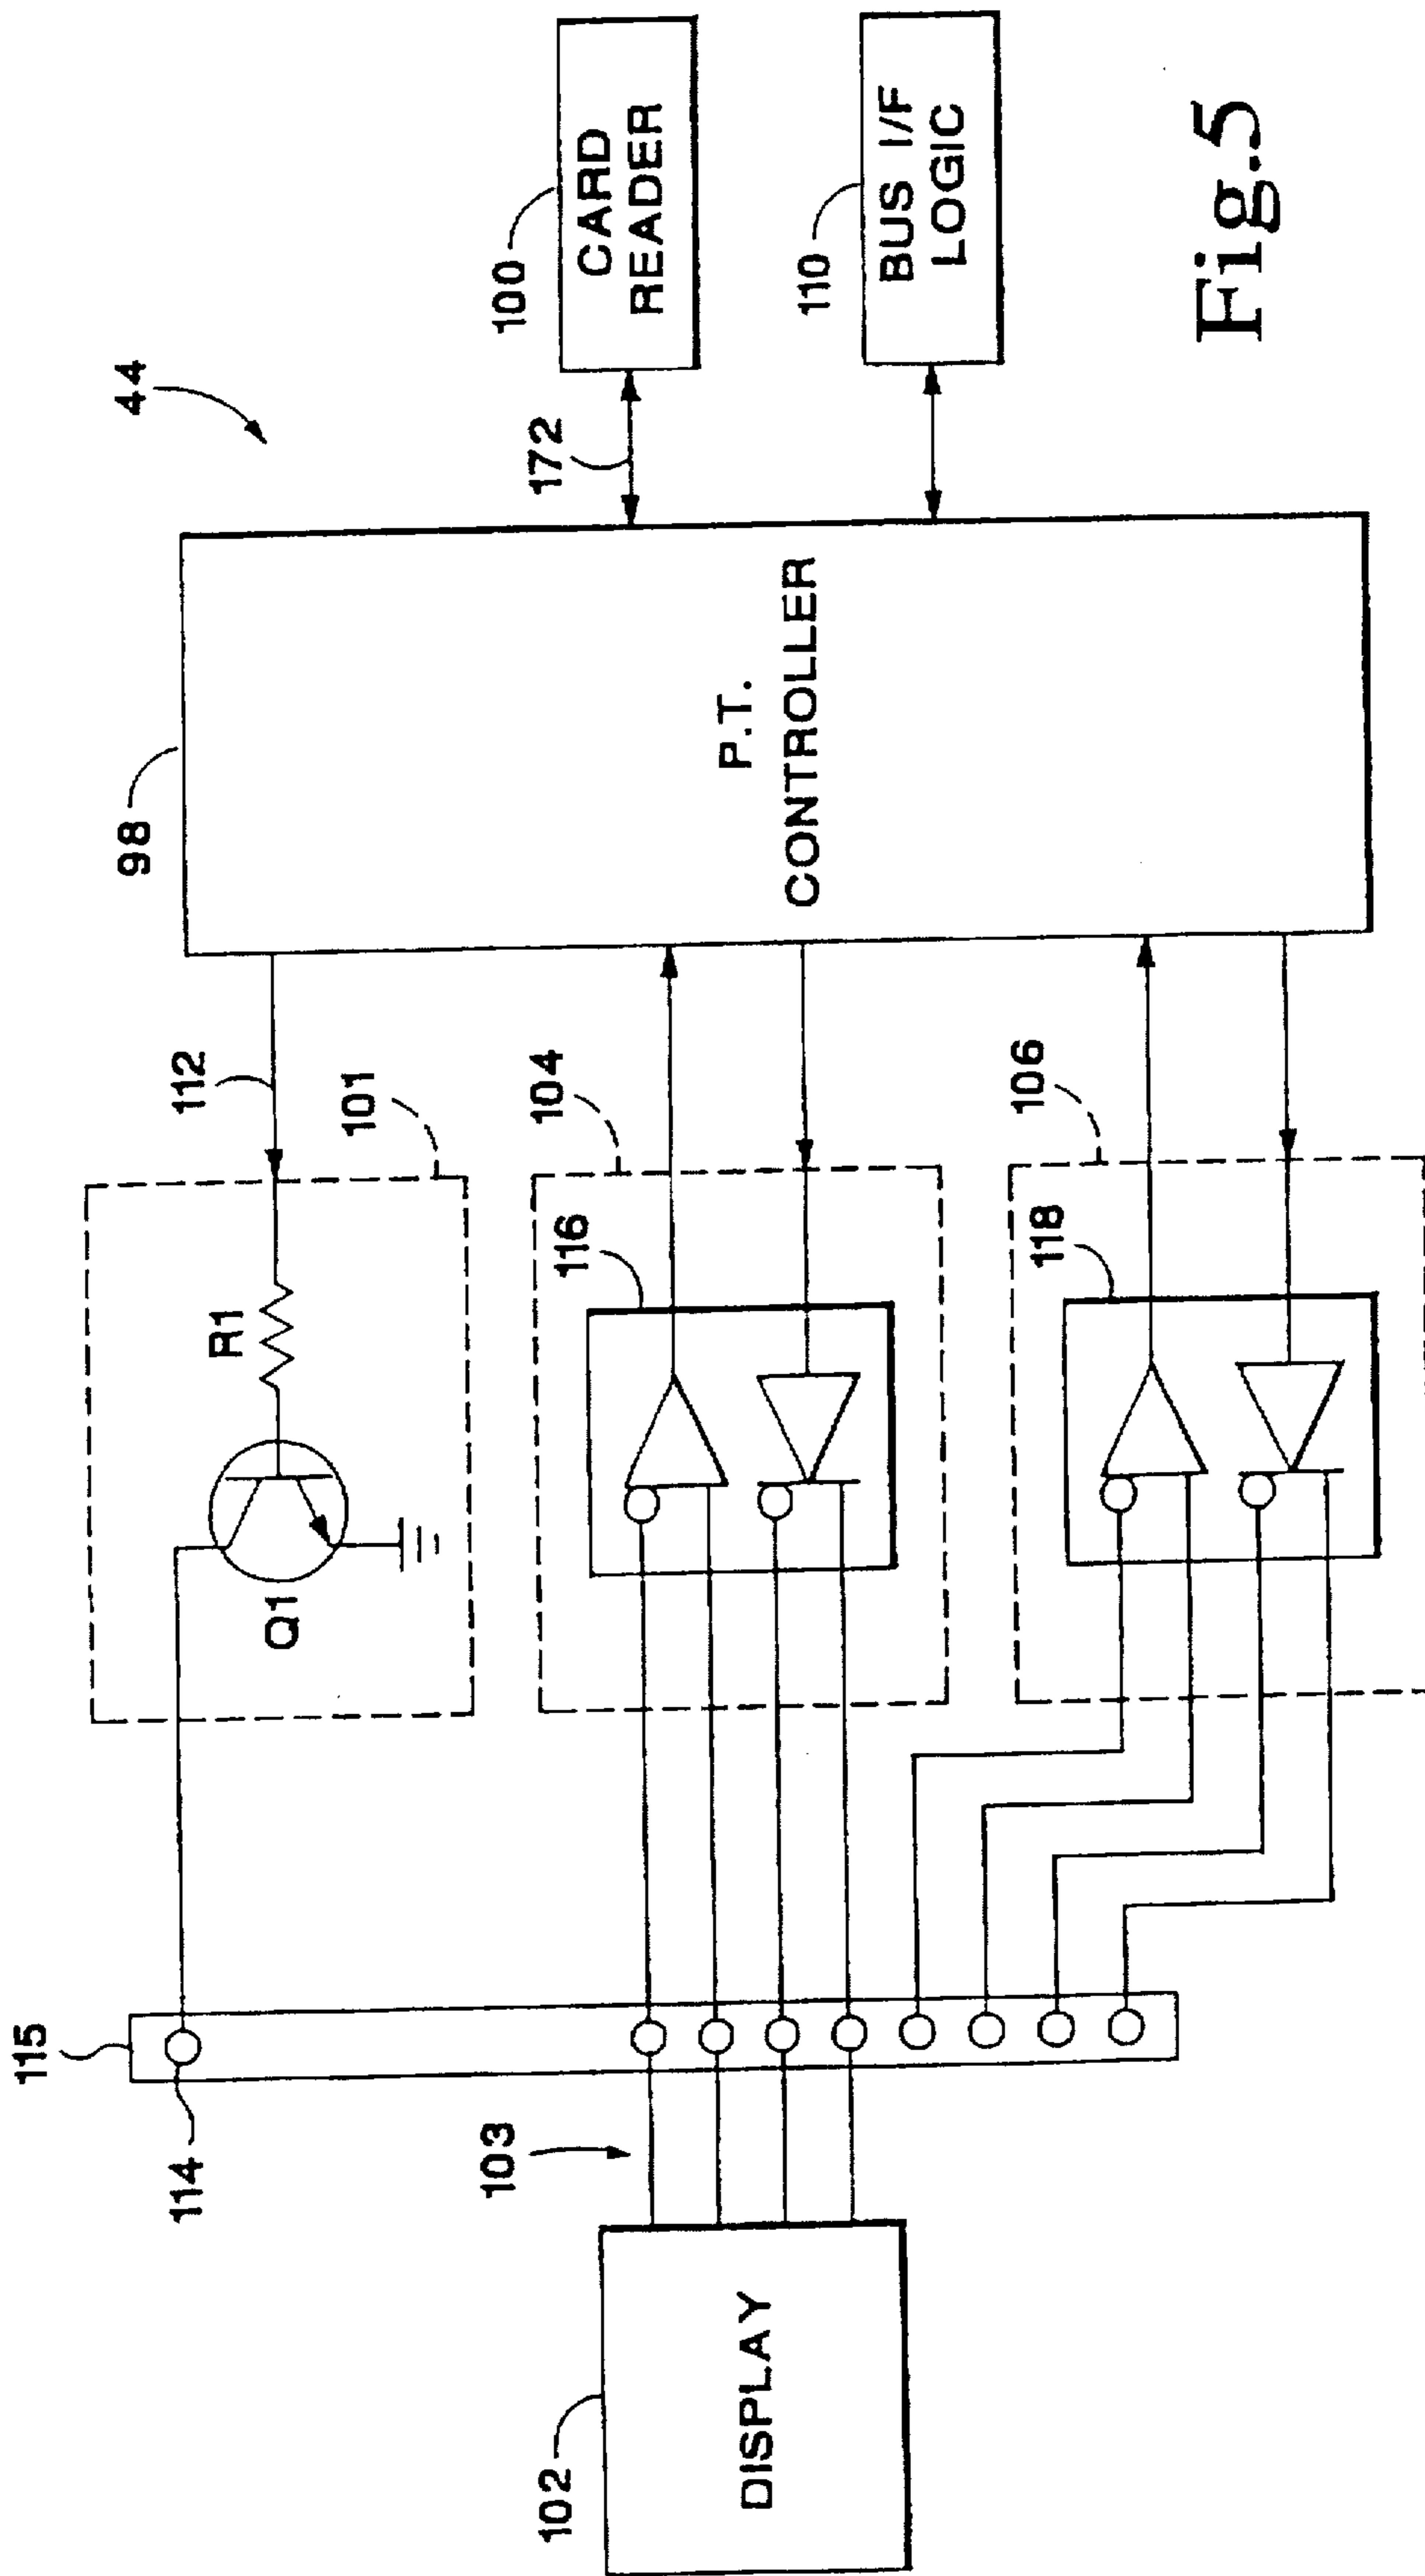 44
98
100
CARD
READER
172
110
BUS I/F
LOGIC
P.T.
CONTROLLER
112
101
R1
Q1
104
116
106
118
115
114
103
102
DISPLAY
Fig.5